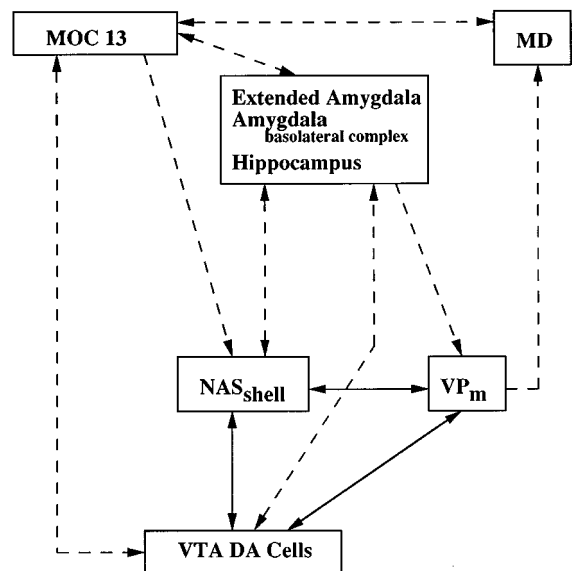 MOC 13
MD
Extended Amygdala
Amygdala
basolateral complex
Hippocampus
NASshell
VPm
VTA DA Cells